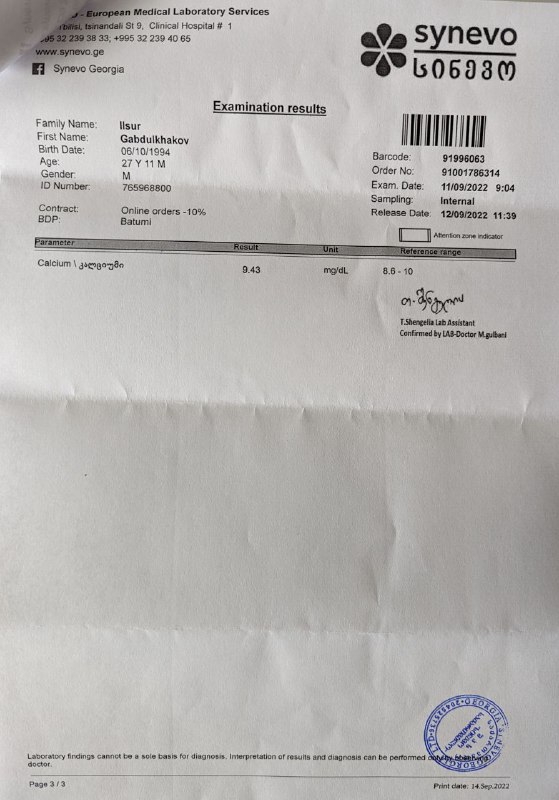 - European Medical Laboratory Services
Tbilisi, tsinandali St 9, Clinical Hospital # 1
+995 32 239 38 33; +995 32 239 40 65
www.synevo.ge
Synevo Georgia
synevo
სინევო
Examination results
Family Name: Ilsur
First Name: Gabdulkhakov
Birth Date: 06/10/1994
Age: 27 Y 11 M
Gender: M
ID Number: 765968800
Contract: Online orders -10%
BDP: Batumi
Barcode: 91996063
Order No: 91001786314
Exam. Date: 11/09/2022 9:04
Sampling: Internal
Release Date: 12/09/2022 11:39
Attention zone indicator
Parameter Result Unit Reference range
Calcium \ კალციუმი 9.43 mg/dL 8.6 - 10
T.Shengelia Lab Assistant
Confirmed by LAB-Doctor M.gulbani
Laboratory findings cannot be a sole basis for diagnosis. Interpretation of results and diagnosis can be performed only by
doctor.
Page 3 / 3
Print date: 14.Sep.2022